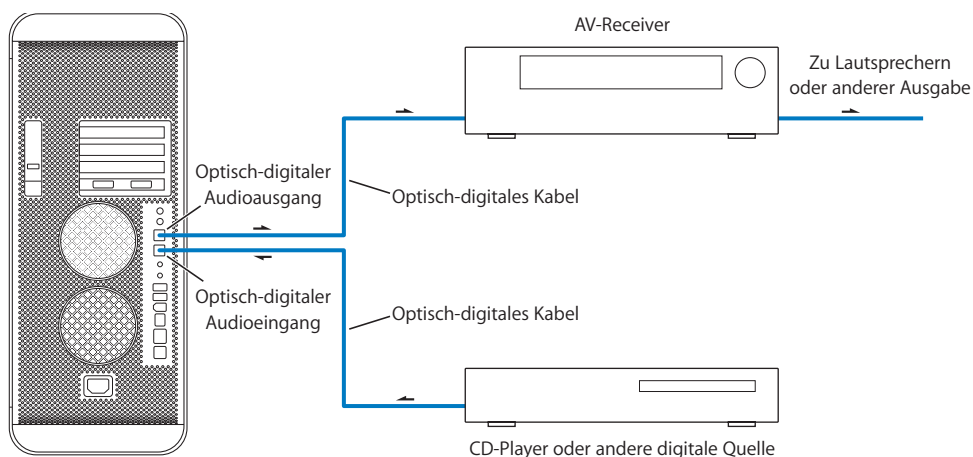 AV-Receiver
Zu Lautsprechern
oder anderer Ausgabe
Optisch-digitaler
Audioausgang
Optisch-digitales Kabel
Optisch-digitaler
Audioeingang
Optisch-digitales Kabel
CD-Player oder andere digitale Quelle